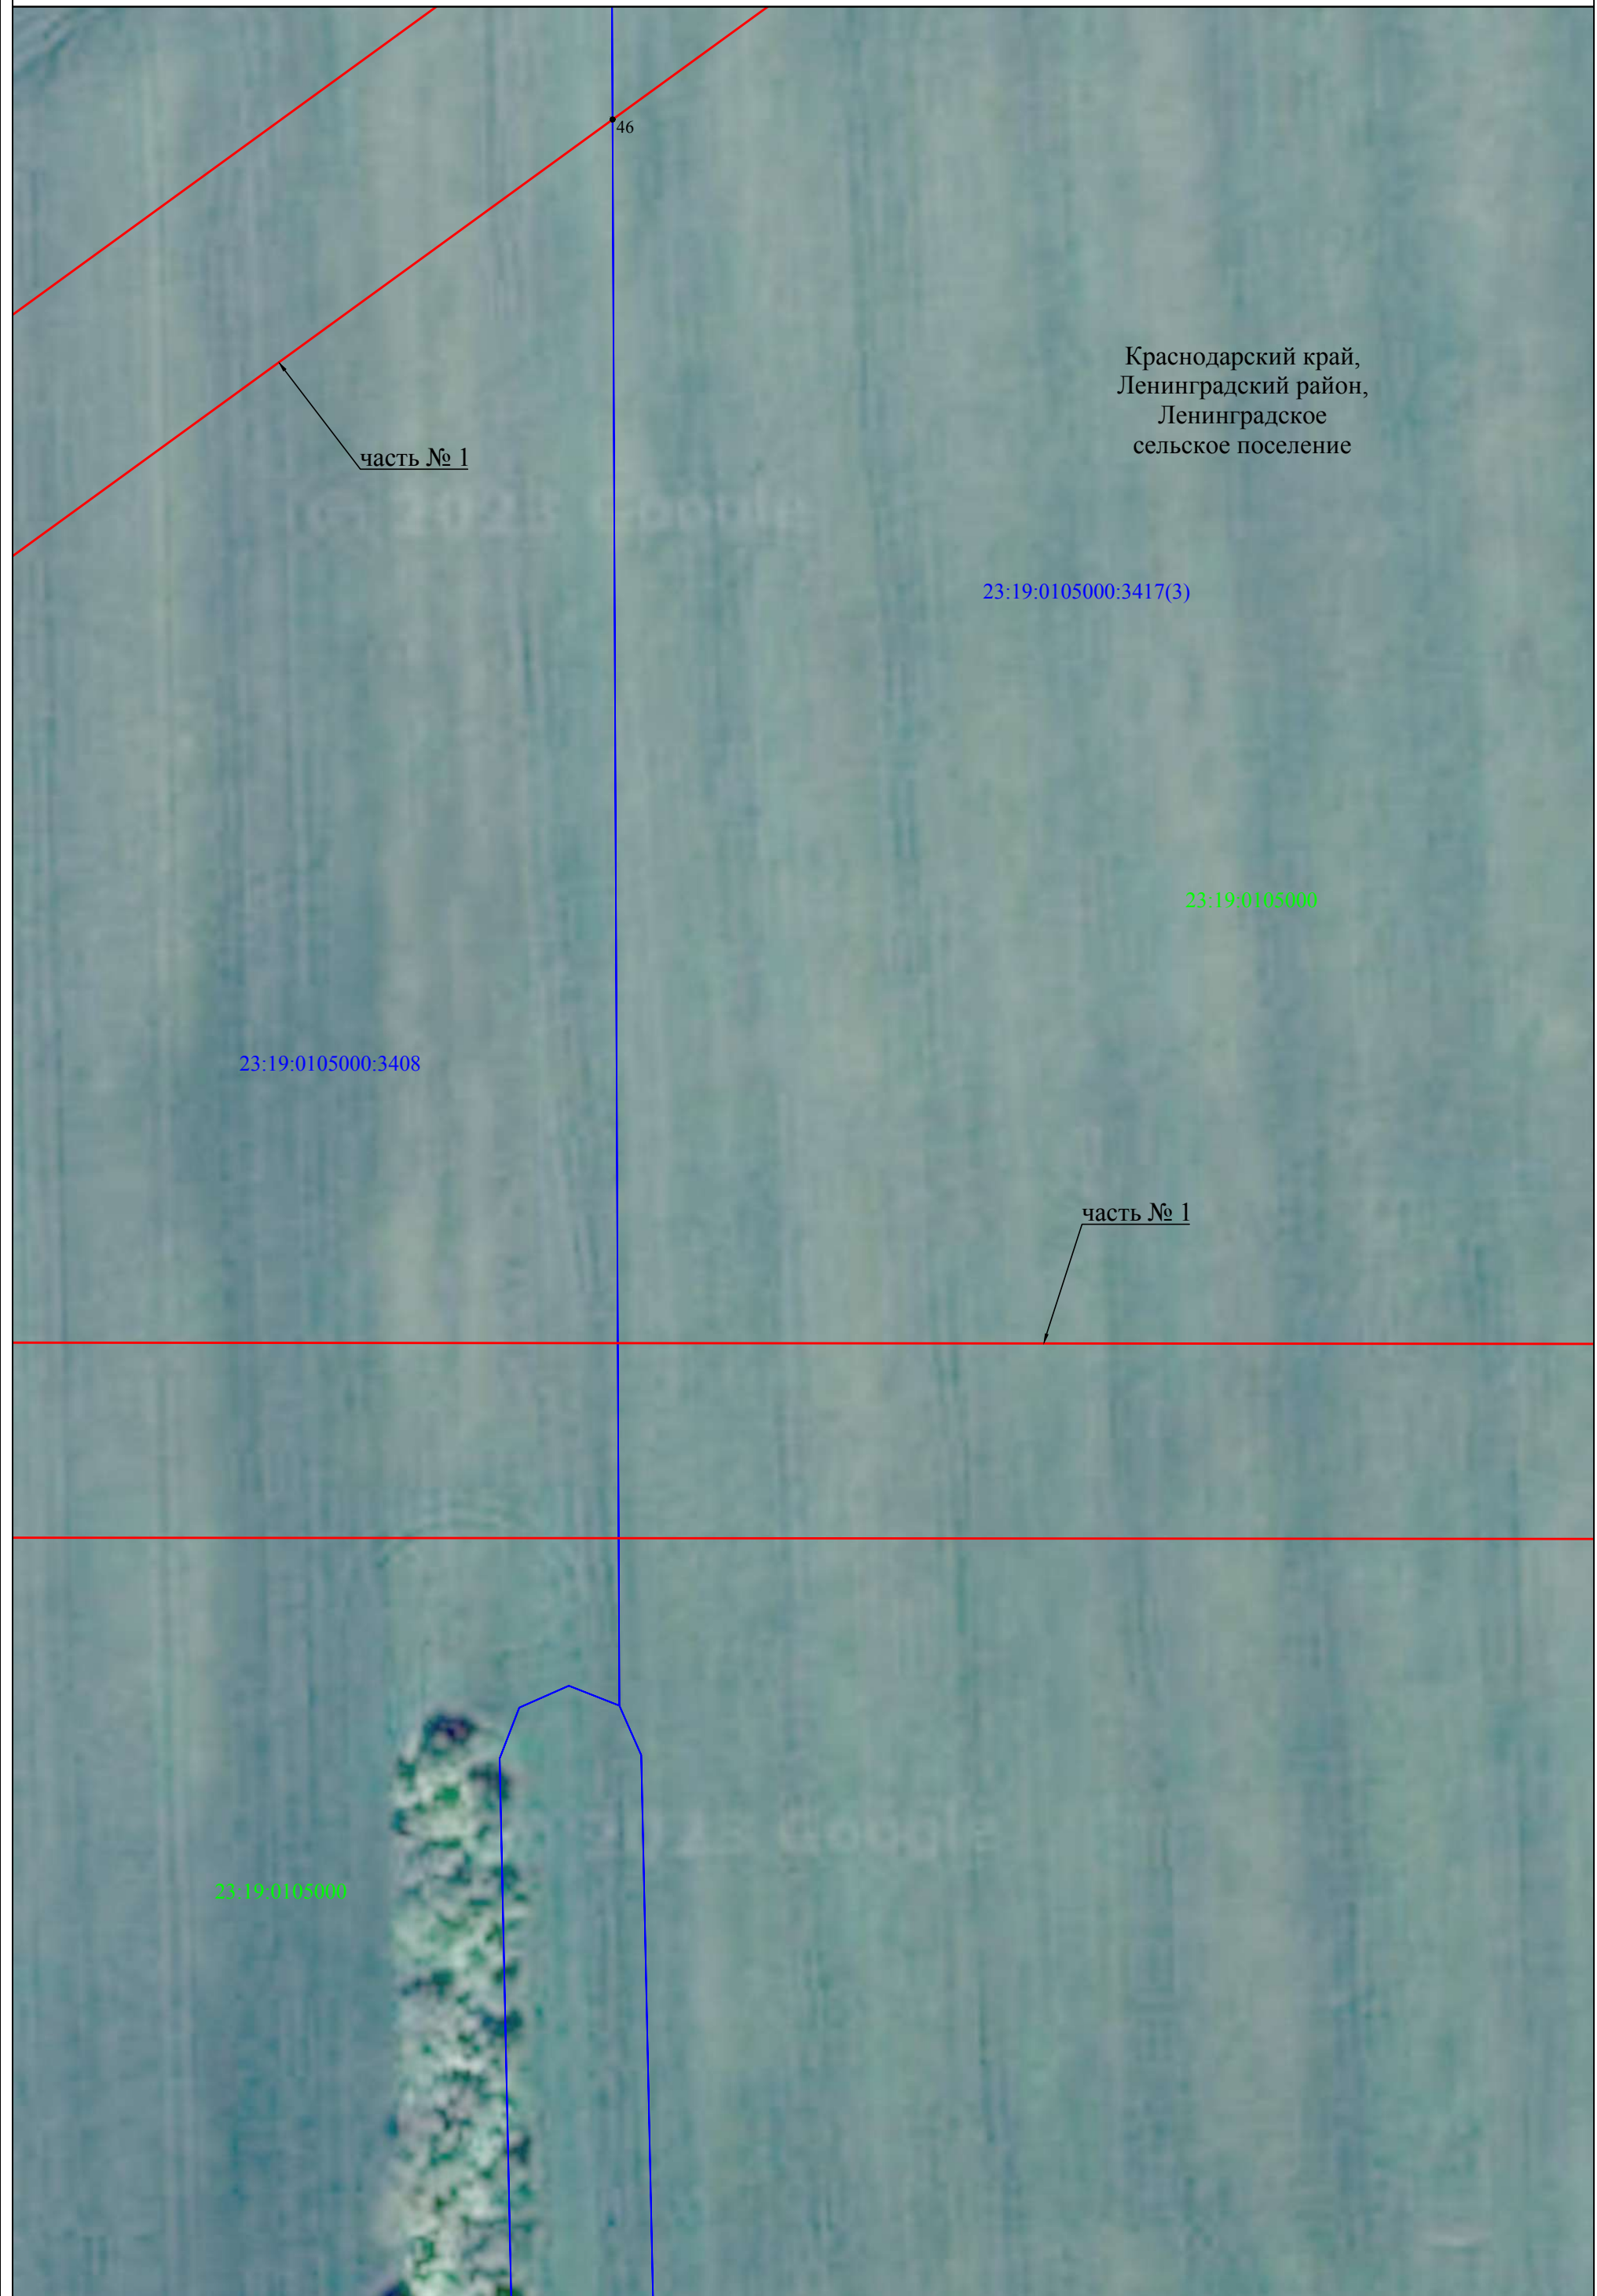 46
Краснодарский край,
Ленинградский район,
Ленинградское
сельское поселение
часть № 1
23:19:0105000:3417(3)
23:19:0105000
23:19:0105000:3408
часть № 1
23:19:0105000